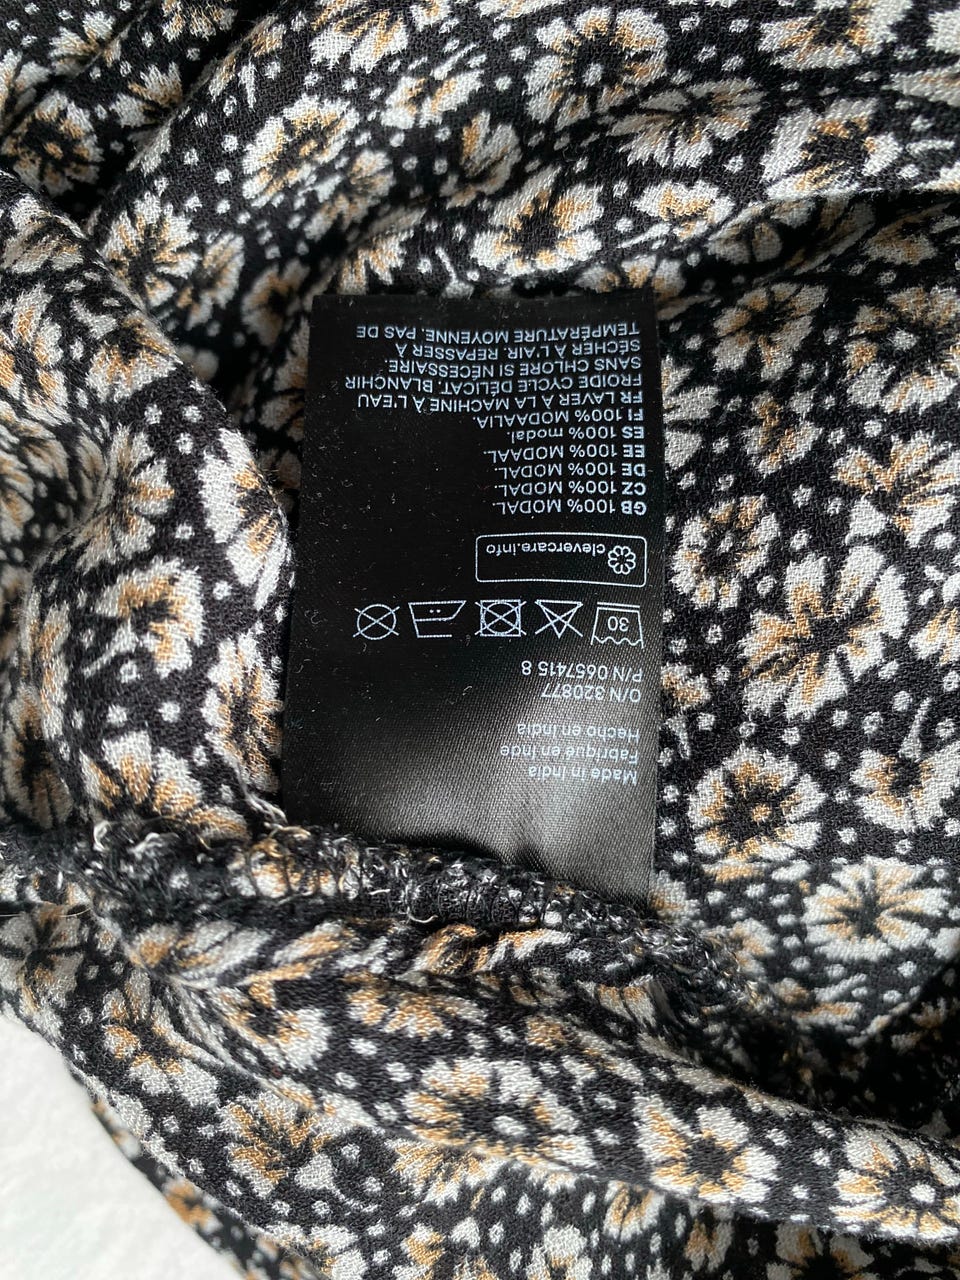 Made in India
Fabriqué en Inde
Hecho en India
O/N 320877
P/N 0657415 8
30
clevercare.info
GB 100% MODAL.
CZ 100% MODAL.
DE 100% MODAL.
EE 100% MODAAL.
ES 100% modal.
FI 100% MODAALIA.
FR LAVER À LA MACHINE À L'EAU
FROIDE CYCLE DÉLICAT. BLANCHIR
SANS CHLORE SI NÉCESSAIRE.
SÉCHER À L'AIR. REPASSER À
TEMPÉRATURE MOYENNE. PAS DE